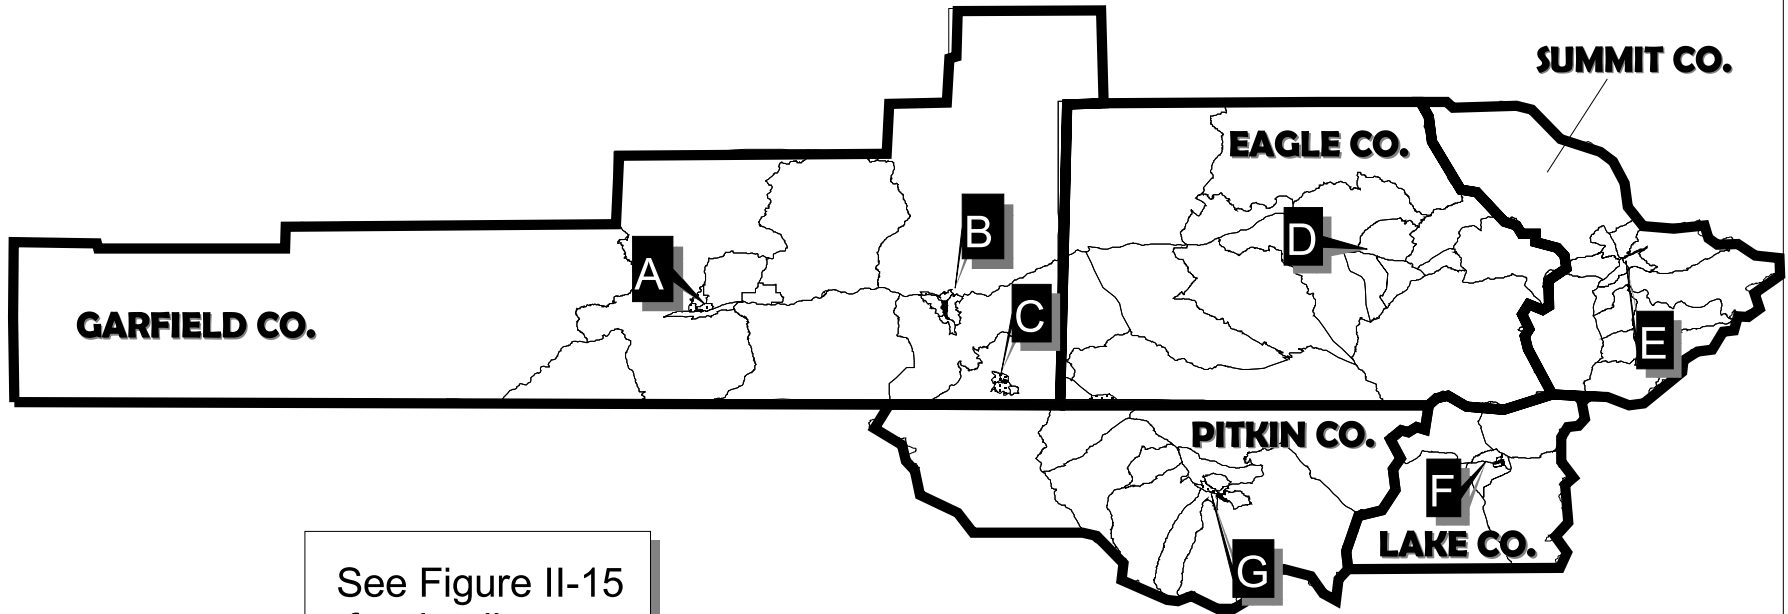 SUMMIT CO.
EAGLE CO.
B
D
A
C
GARFIELD CO.
E
PITKIN CO.
F
LAKE CO.
G
See Figure II-15